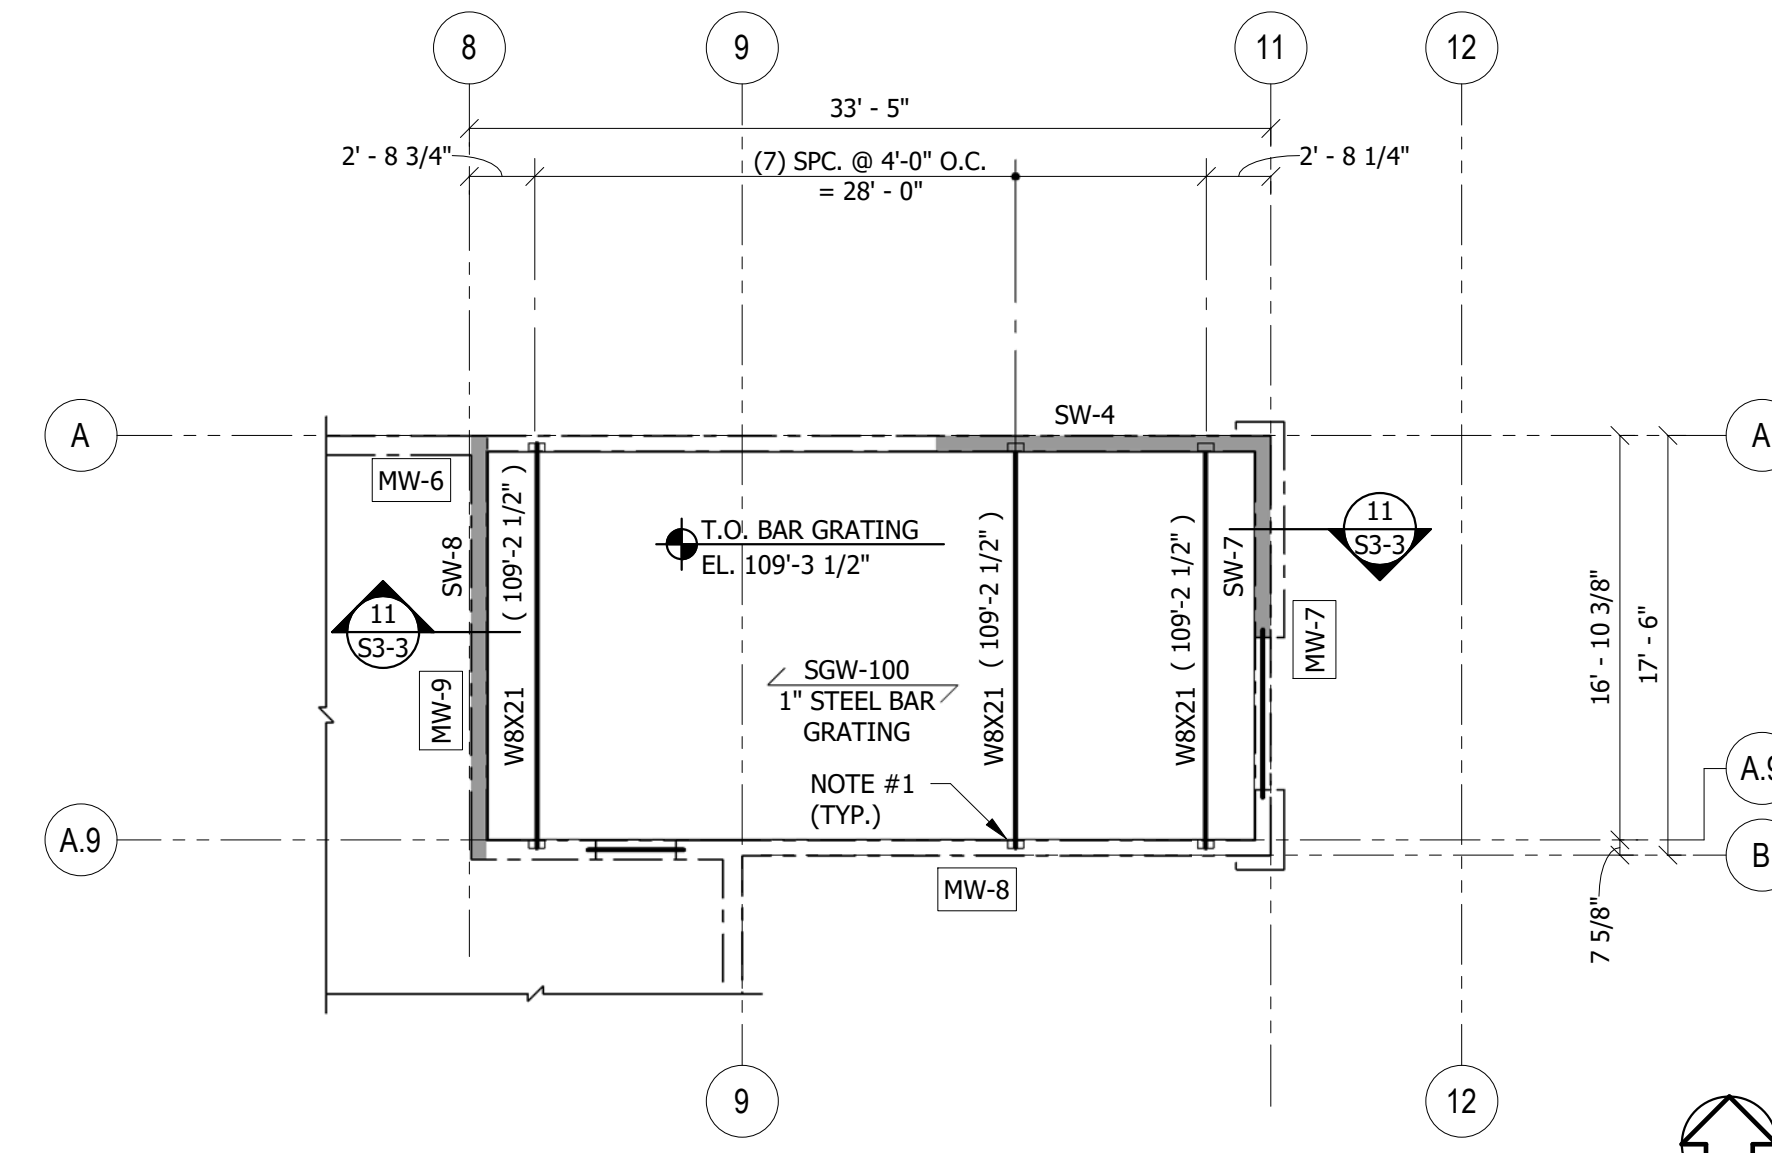 8
9
11
12
33' - 5"
2' - 8 3/4"
(7) SPC. @ 4'-0" O.C.
= 28' - 0"
2' - 8 1/4"
A
SW-4
A
MW-6
( 109'-2 1/2" )
T.O. BAR GRATING
EL. 109'-3 1/2"
( 109'-2 1/2" )
( 109'-2 1/2" )
SW-7
11
S3-3
SW-8
11
S3-3
MW-9
W8X21
SGW-100
1" STEEL BAR
GRATING
W8X21
W8X21
MW-7
16' - 10 3/8"
17' - 6"
NOTE #1
(TYP.)
A.9
A.9
B
MW-8
7 5/8"
9
12